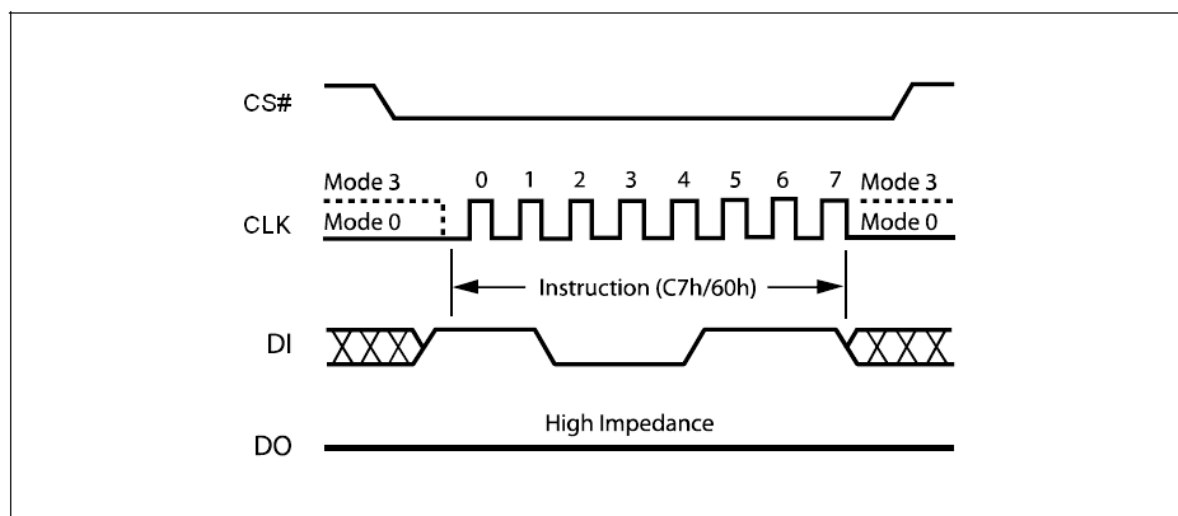 CS#
Mode 3 0 1 2 3 4 5 6 7 Mode 3
CLK Mode 0 Mode 0
Instruction (C7h/60h)
DI
High Impedance
DO